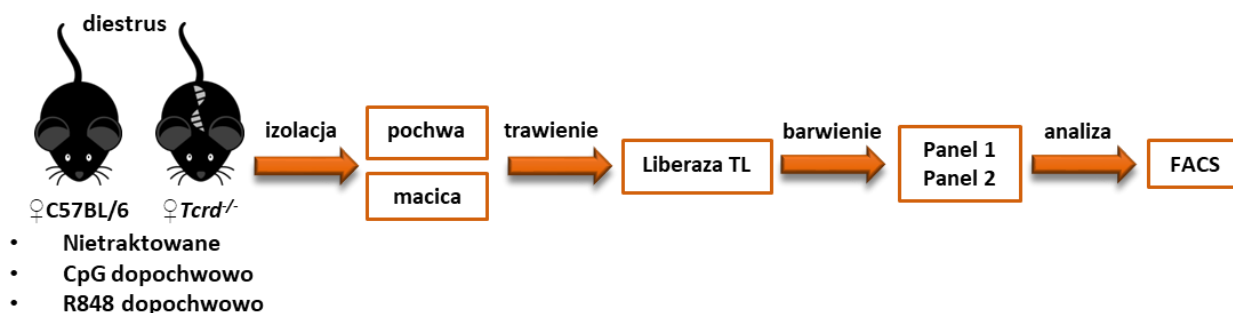 diestrus
♀C57BL/6
♀Tcrd-/-
• Nietraktowane
• CpG dopochwowo
• R848 dopochwowo
izolacja
pochwa
macica
trawienie
Liberaza TL
barwienie
Panel 1
Panel 2
analiza
FACS